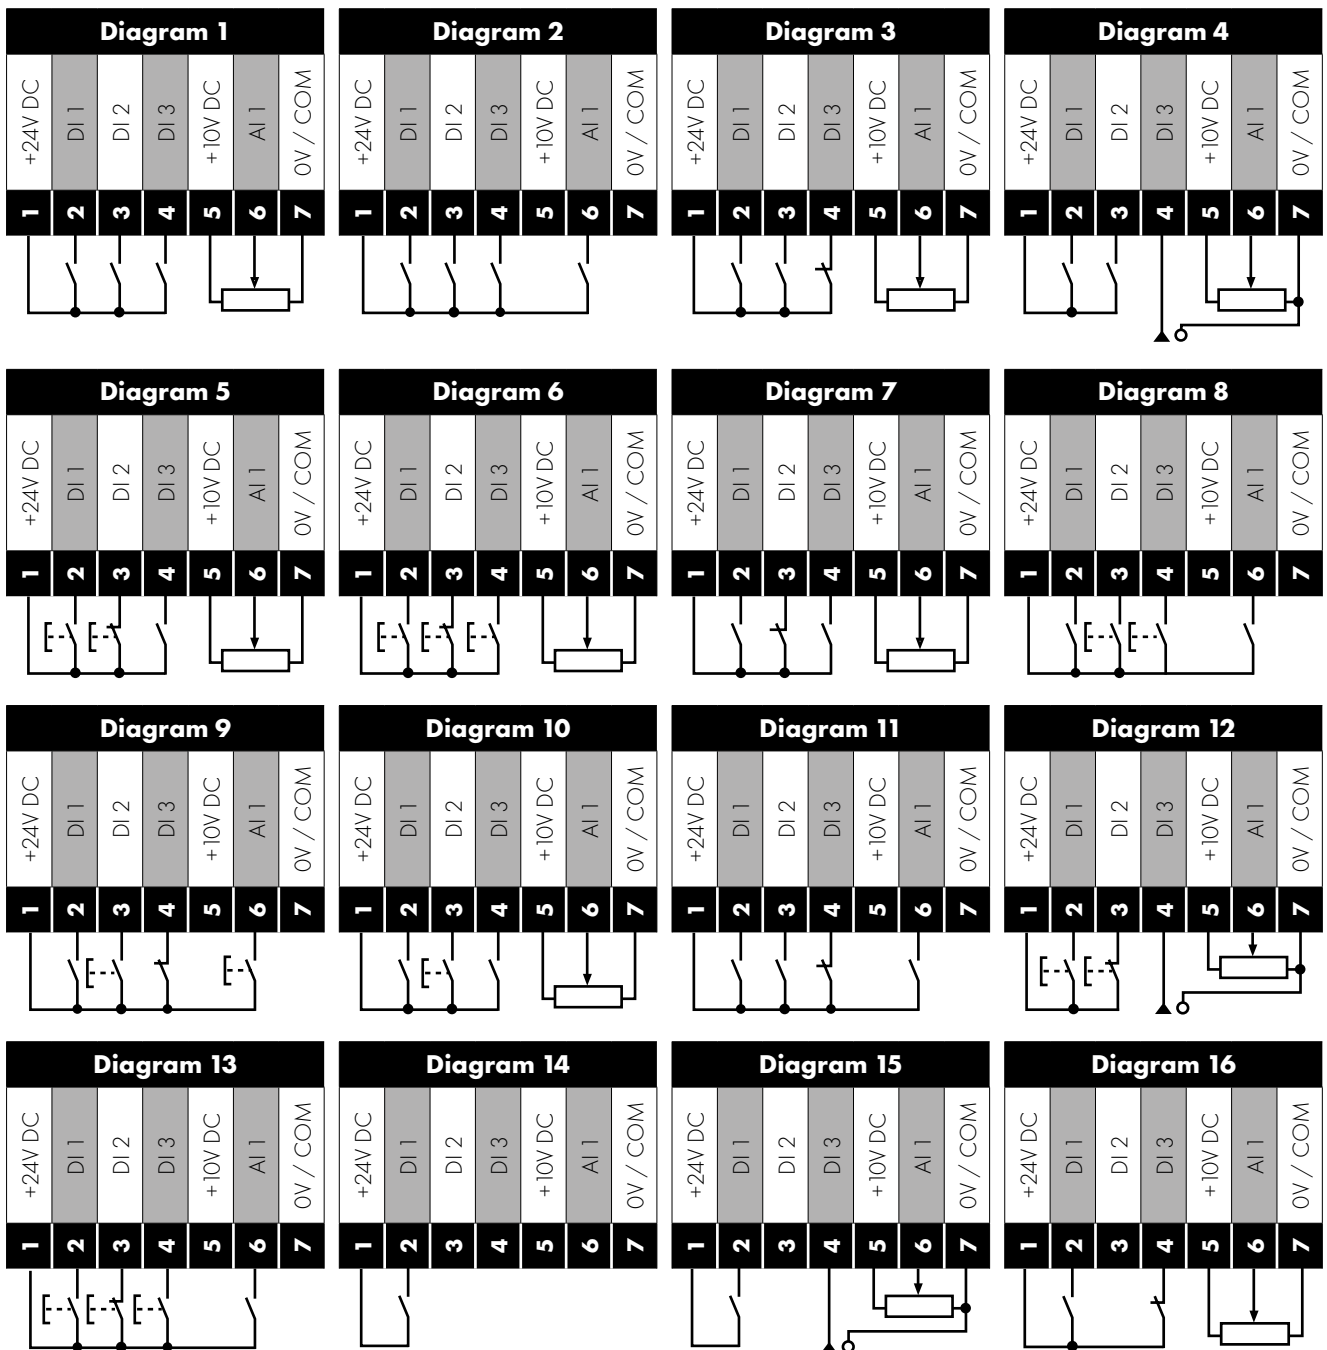 Diagram 1
+24V DC
DI 1
DI 2
DI 3
+10V DC
AI 1
0V / COM
1
2
3
4
5
6
7
Diagram 2
+24V DC
DI 1
DI 2
DI 3
+10V DC
AI 1
0V / COM
1
2
3
4
5
6
7
Diagram 3
+24V DC
DI 1
DI 2
DI 3
+10V DC
AI 1
0V / COM
1
2
3
4
5
6
7
Diagram 4
+24V DC
DI 1
DI 2
DI 3
+10V DC
AI 1
0V / COM
1
2
3
4
5
6
7
Diagram 5
+24V DC
DI 1
DI 2
DI 3
+10V DC
AI 1
0V / COM
1
2
3
4
5
6
7
Diagram 6
+24V DC
DI 1
DI 2
DI 3
+10V DC
AI 1
0V / COM
1
2
3
4
5
6
7
Diagram 7
+24V DC
DI 1
DI 2
DI 3
+10V DC
AI 1
0V / COM
1
2
3
4
5
6
7
Diagram 8
+24V DC
DI 1
DI 2
DI 3
+10V DC
AI 1
0V / COM
1
2
3
4
5
6
7
Diagram 9
+24V DC
DI 1
DI 2
DI 3
+10V DC
AI 1
0V / COM
1
2
3
4
5
6
7
Diagram 10
+24V DC
DI 1
DI 2
DI 3
+10V DC
AI 1
0V / COM
1
2
3
4
5
6
7
Diagram 11
+24V DC
DI 1
DI 2
DI 3
+10V DC
AI 1
0V / COM
1
2
3
4
5
6
7
Diagram 12
+24V DC
DI 1
DI 2
DI 3
+10V DC
AI 1
0V / COM
1
2
3
4
5
6
7
Diagram 13
+24V DC
DI 1
DI 2
DI 3
+10V DC
AI 1
0V / COM
1
2
3
4
5
6
7
Diagram 14
+24V DC
DI 1
DI 2
DI 3
+10V DC
AI 1
0V / COM
1
2
3
4
5
6
7
Diagram 15
+24V DC
DI 1
DI 2
DI 3
+10V DC
AI 1
0V / COM
1
2
3
4
5
6
7
Diagram 16
+24V DC
DI 1
DI 2
DI 3
+10V DC
AI 1
0V / COM
1
2
3
4
5
6
7